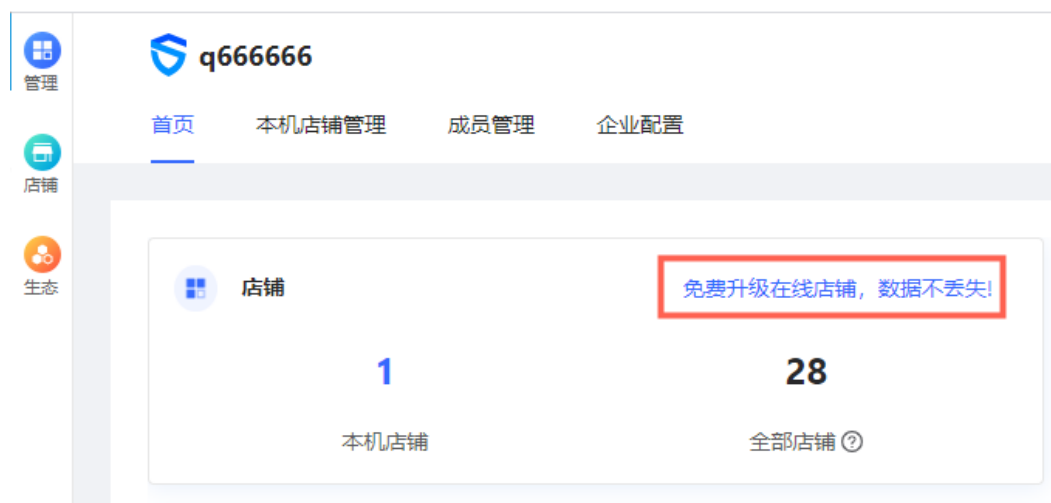 q666666
管理
首页 本机店铺管理 成员管理 企业配置
店铺
店铺 免费升级在线店铺，数据不丢失!
生态
1 28
本机店铺 全部店铺 ?